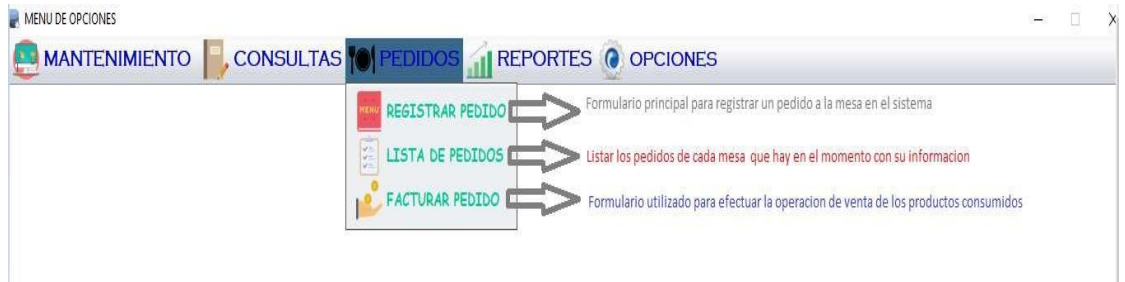 MENU DE OPCIONES
MANTENIMIENTO CONSULTAS PEDIDOS REPORTES OPCIONES
MENU REGISTRAR PEDIDO Formulario principal para registrar un pedido a la mesa en el sistema
LISTA DE PEDIDOS Listar los pedidos de cada mesa que hay en el momento con su informacion
FACTURAR PEDIDO Formulario utilizado para efectuar la operacion de venta de los productos consumidos